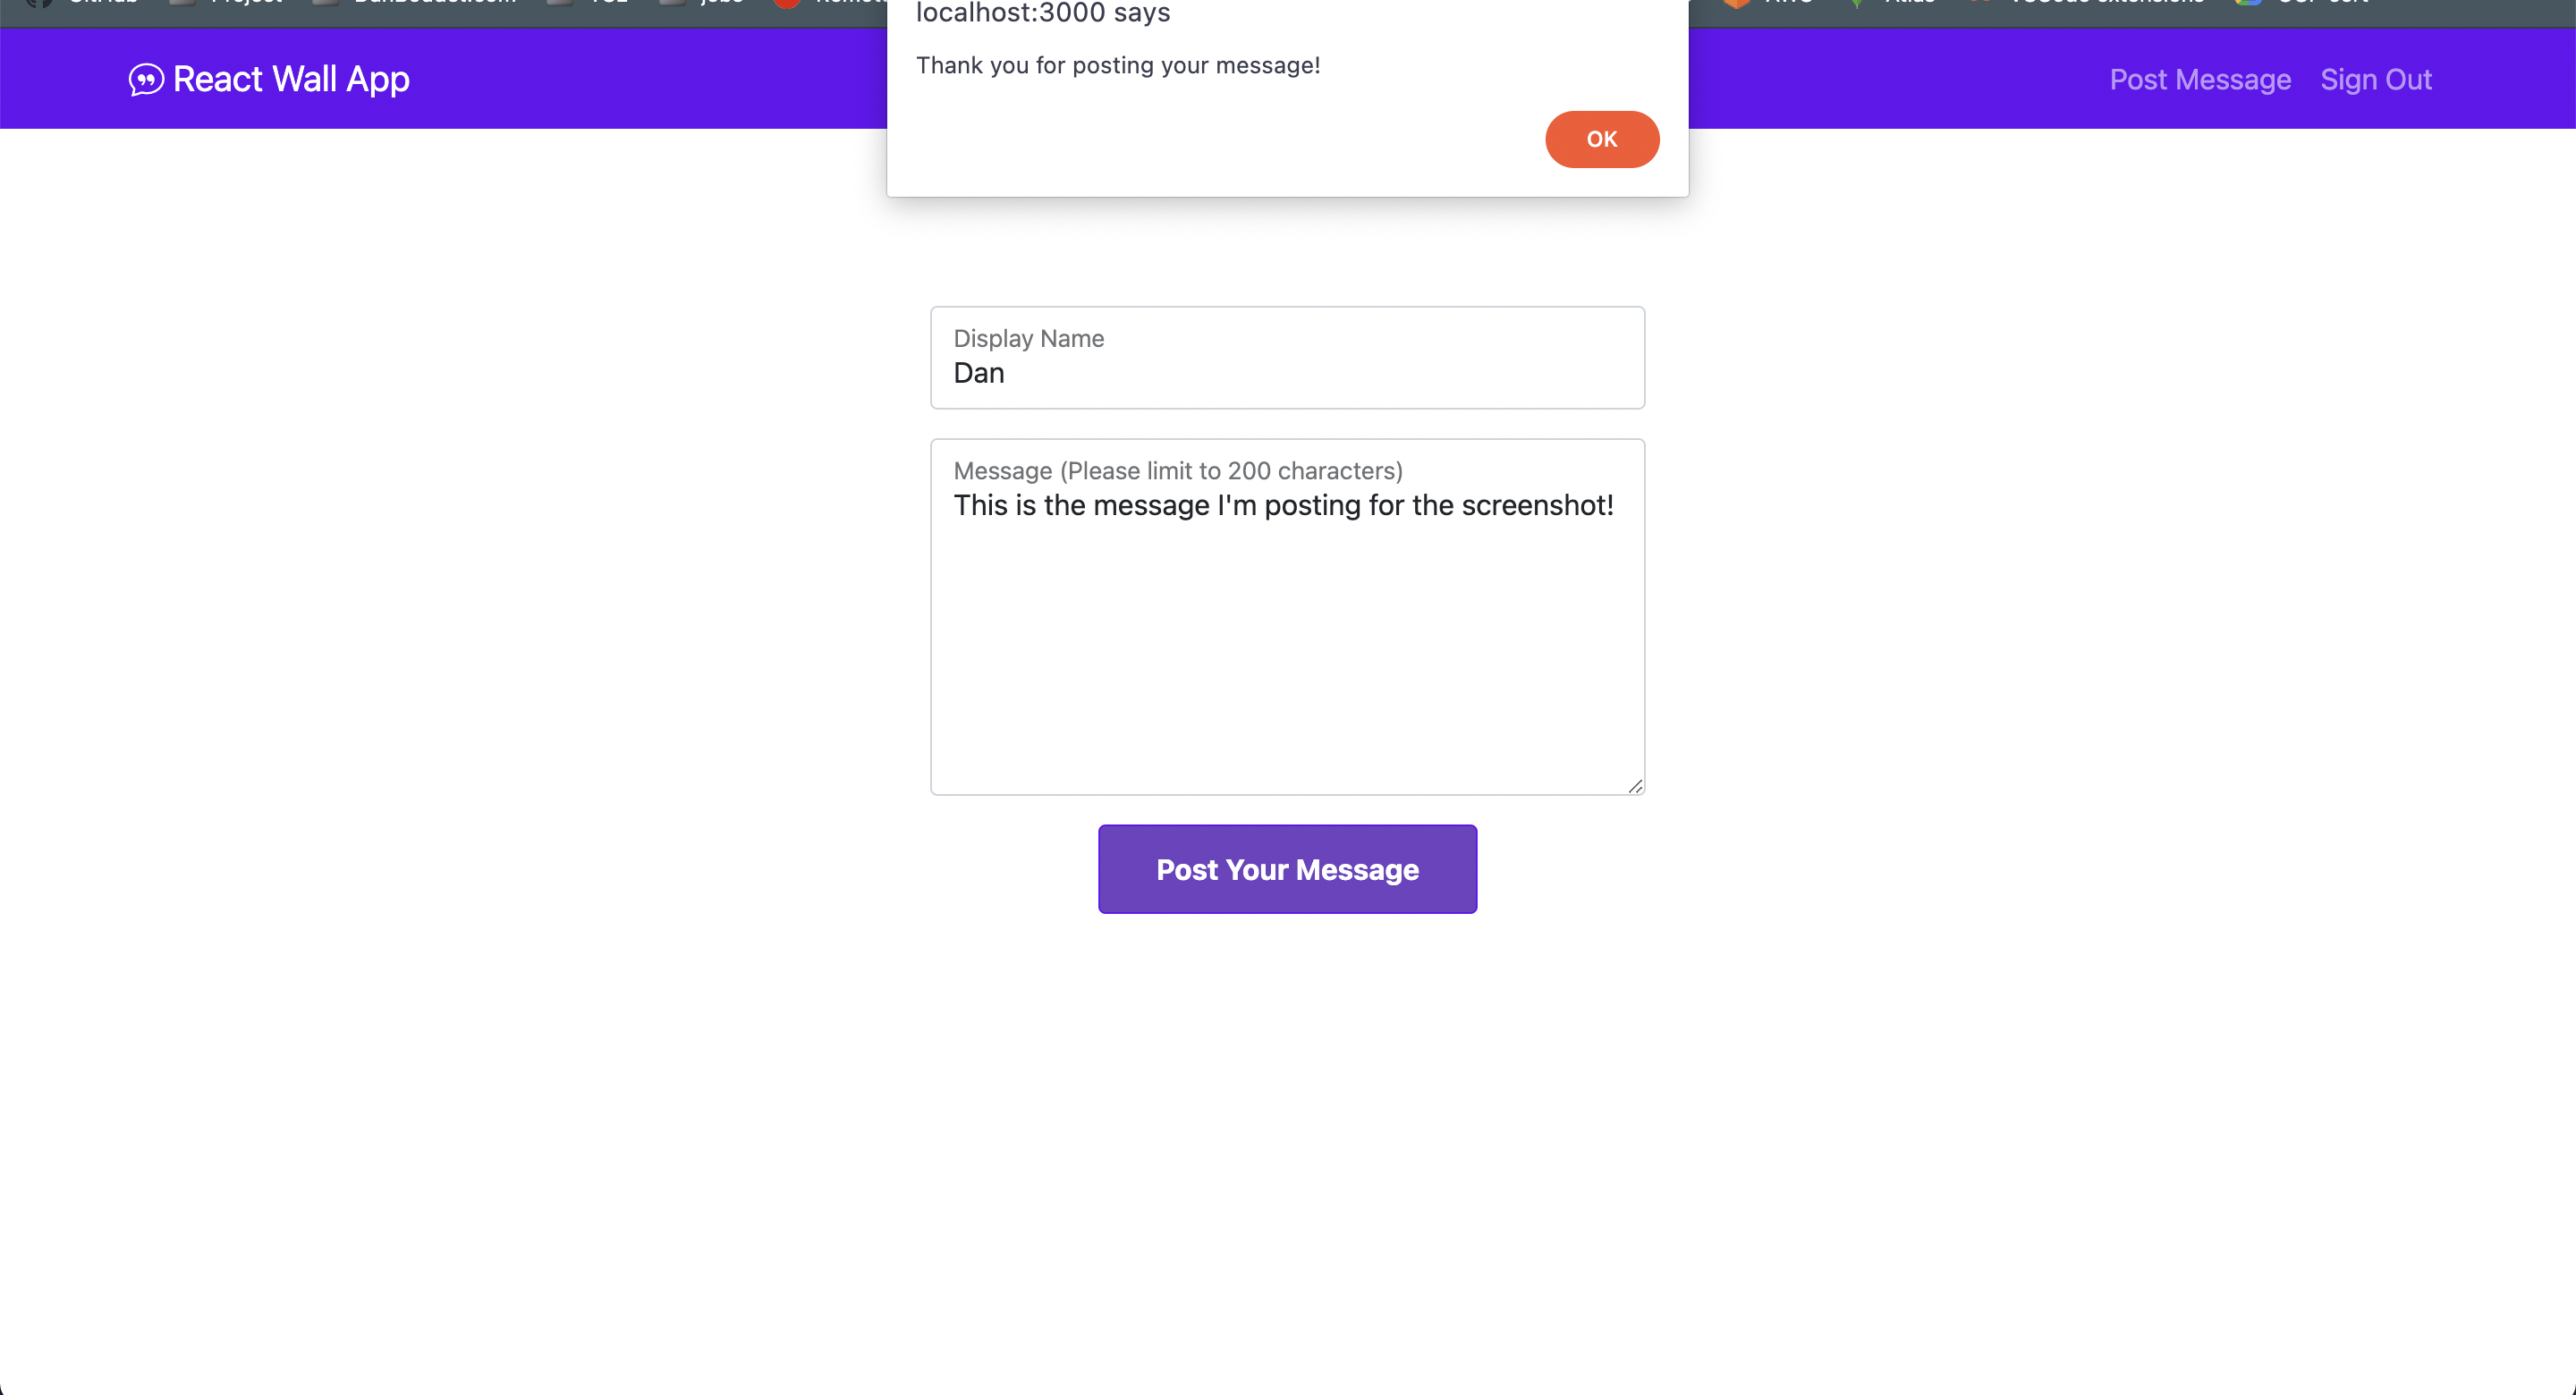 localhost:3000 says
Thank you for posting your message!
OK
React Wall App
Post Message Sign Out
Display Name
Dan
Message (Please limit to 200 characters)
This is the message I'm posting for the screenshot!
Post Your Message